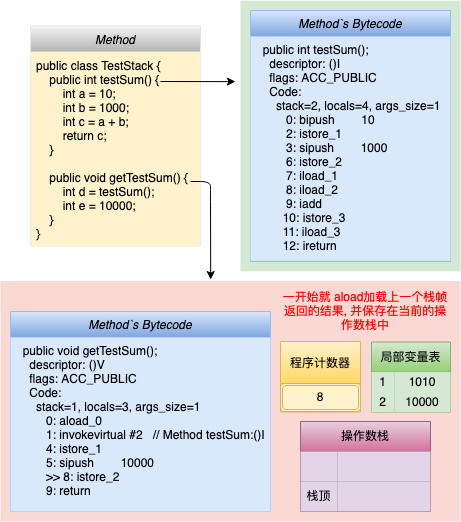 Method
public class TestStack {
public int testSum() {
int a = 10;
int b = 1000;
int c = a + b;
return c;
}
public void getTestSum() {
int d = testSum();
int e = 10000;
}
}
Method`s Bytecode
public int testSum();
descriptor: ()I
flags: ACC_PUBLIC
Code:
stack=2, locals=4, args_size=1
0: bipush 10
2: istore_1
3: sipush 1000
6: istore_2
7: iload_1
8: iload_2
9: iadd
10: istore_3
11: iload_3
12: ireturn
Method`s Bytecode
public void getTestSum();
descriptor: ()V
flags: ACC_PUBLIC
Code:
stack=1, locals=3, args_size=1
0: aload_0
1: invokevirtual #2 // Method testSum:()I
4: istore_1
5: sipush 10000
>> 8: istore_2
9: return
一开始就 aload加载上一个栈帧
返回的结果, 并保存在当前的操
作数栈中
程序计数器
8
局部变量表
1 1010
2 10000
操作数栈
栈顶